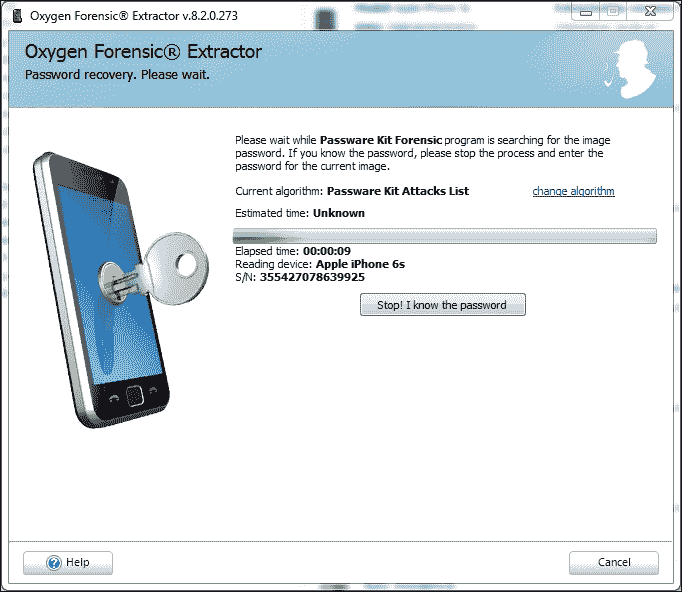 Oxygen Forensic® Extractor v.8.2.0.273
Oxygen Forensic® Extractor
Password recovery. Please wait.
Please wait while Passware Kit Forensic program is searching for the image
password. If you know the password, please stop the process and enter the
password for the current image.
Current algorithm: Passware Kit Attacks List change algorithm
Estimated time: Unknown
Elapsed time: 00:00:09
Reading device: Apple iPhone 6s
S/N: 355427078639925
Stop! I know the password
Help
Cancel